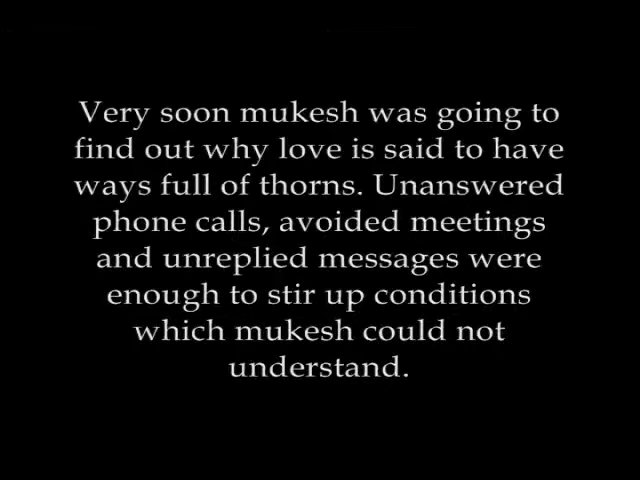 Very soon mukesh was going to
find out why love is said to have
ways full of thorns. Unanswered
phone calls, avoided meetings
and unreplied messages were
enough to stir up conditions
which mukesh could not
understand.